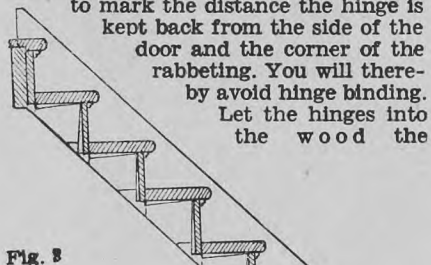 to mark the distance the hinge is
kept back from the side of the
door and the corner of the
rabbeting. You will there-
by avoid hinge binding.
Let the hinges into
the wood the
Fig. 8